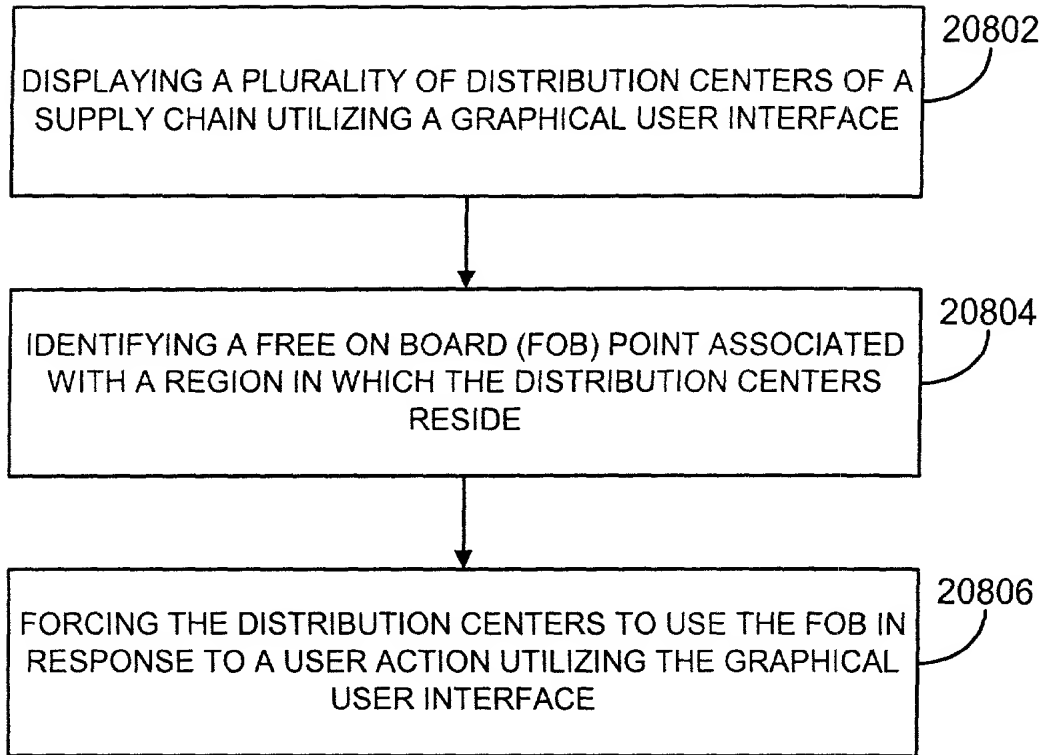 20802
DISPLAYING A PLURALITY OF DISTRIBUTION CENTERS OF A
SUPPLY CHAIN UTILIZING A GRAPHICAL USER INTERFACE
20804
IDENTIFYING A FREE ON BOARD (FOB) POINT ASSOCIATED
WITH A REGION IN WHICH THE DISTRIBUTION CENTERS
RESIDE
20806
FORCING THE DISTRIBUTION CENTERS TO USE THE FOB IN
RESPONSE TO A USER ACTION UTILIZING THE GRAPHICAL
USER INTERFACE